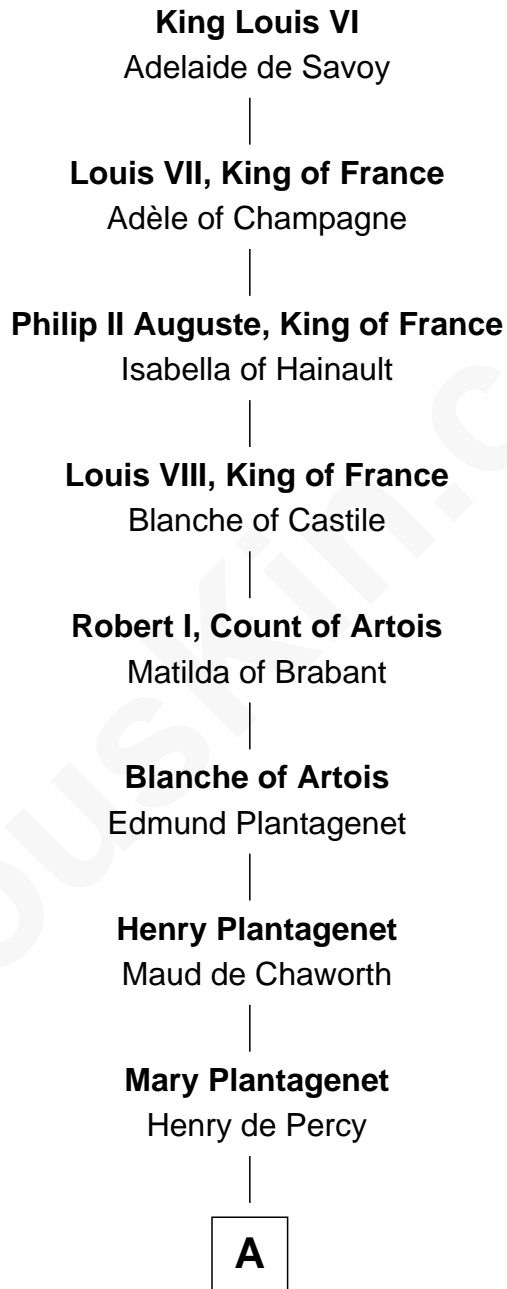 King Louis VI
Adelaide de Savoy
Louis VII, King of France
Adèle of Champagne
Philip II Auguste, King of France
Isabella of Hainault
Louis VIII, King of France
Blanche of Castile
Robert I, Count of Artois
Matilda of Brabant
Blanche of Artois
Edmund Plantagenet
Henry Plantagenet
Maud de Chaworth
Mary Plantagenet
Henry de Percy
A